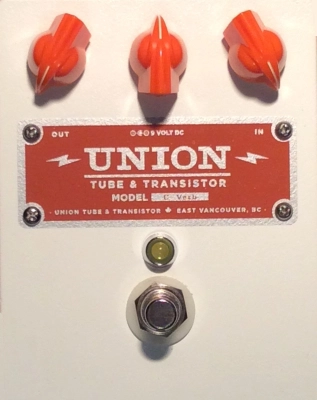 OUT 9 VOLT DC IN
UNION
TUBE & TRANSISTOR
MODEL
- UNION TUBE & TRANSISTOR EAST VANCOUVER, BC -